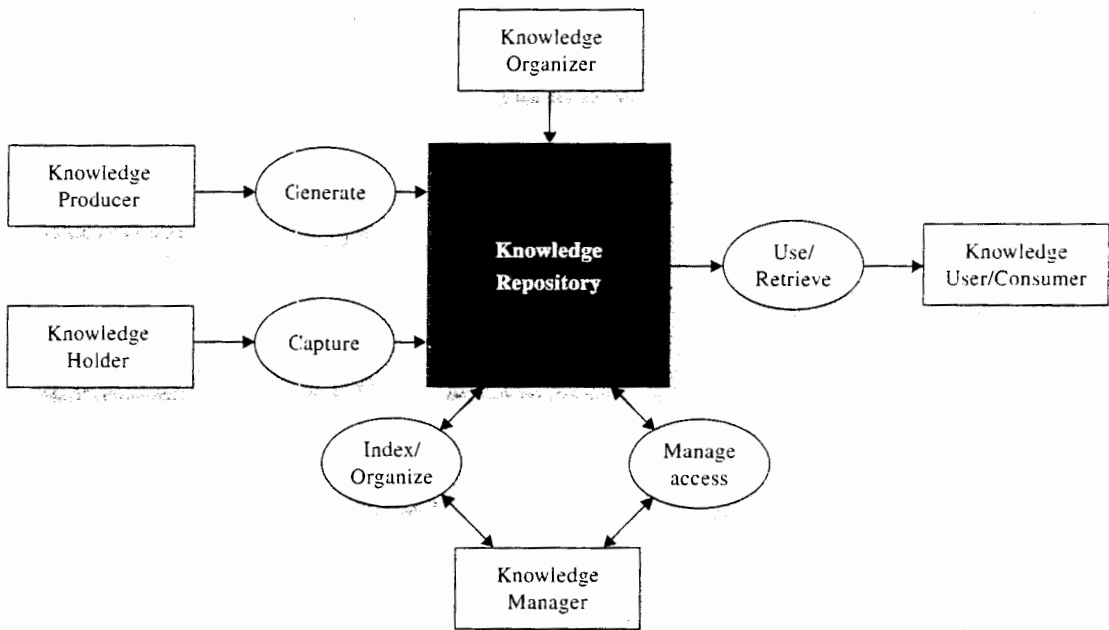 Knowledge
Organizer
Knowledge
Producer
Generate
Knowledge
Repository
Use/
Retrieve
Knowledge
User/Consumer
Knowledge
Holder
Capture
Index/
Organize
Manage
access
Knowledge
Manager